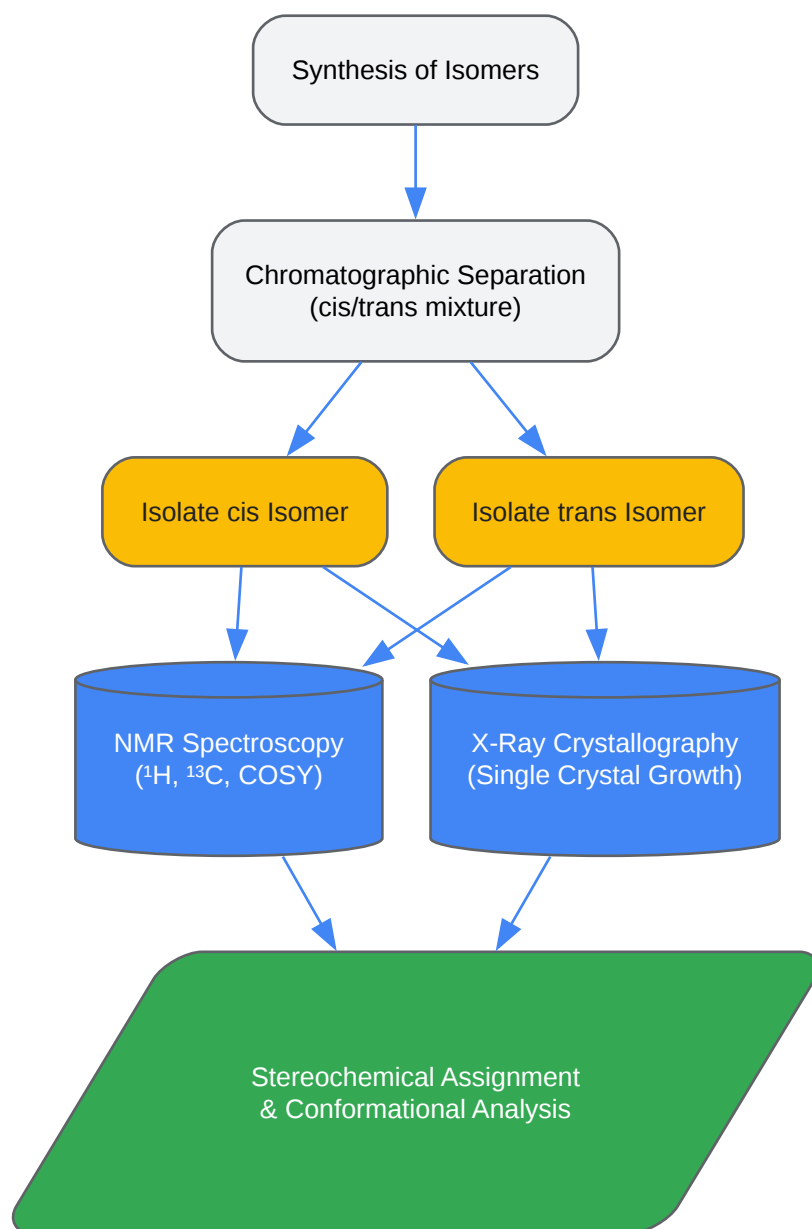 Synthesis of Isomers
Chromatographic Separation
(cis/trans mixture)
Isolate cis Isomer
Isolate trans Isomer
NMR Spectroscopy
(¹H, ¹³C, COSY)
X-Ray Crystallography
(Single Crystal Growth)
Stereochemical Assignment
& Conformational Analysis